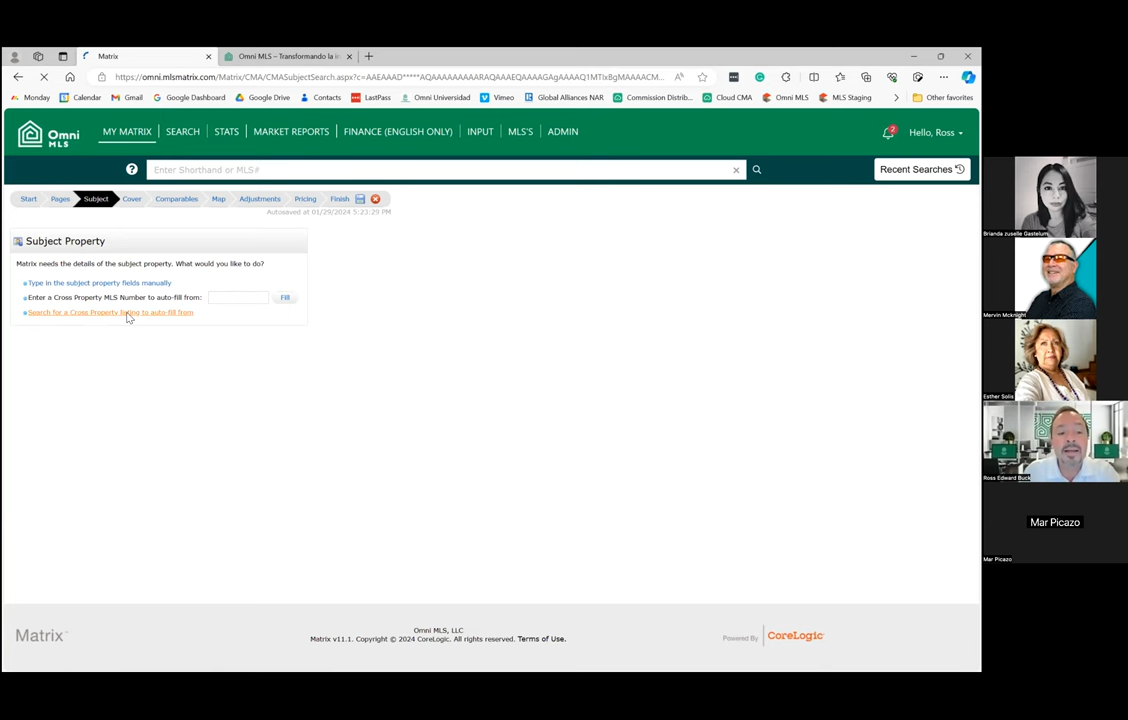 Matrix
Omni MLS – Transformando la in
https://omni.mlsmatrix.com/Matrix/CMA/CMASubjectSearch.aspx?c=AAEAAAD*****AQAAAAAAAAARAQAAAEQAAAAGAgAAAAQ1MTIxBgMAAAACM...
Monday Calendar Gmail Google Dashboard Google Drive Contacts LastPass Omni Universidad Vimeo Global Alliances NAR Commission Distrib... Cloud CMA Omni MLS MLS Staging Other favorites
Omni
MLS
MY MATRIX SEARCH STATS MARKET REPORTS FINANCE (ENGLISH ONLY) INPUT MLS'S ADMIN
2
Hello, Ross
? Enter Shorthand or MLS#
Recent Searches
Start Pages Subject Cover Comparables Map Adjustments Pricing Finish
Autosaved at 01/29/2024 5:23:29 PM
Subject Property
Matrix needs the details of the subject property. What would you like to do?
Type in the subject property fields manually
Enter a Cross Property MLS Number to auto-fill from: Fill
Search for a Cross Property listing to auto-fill from
Matrix
Omni MLS, LLC
Matrix v11.1. Copyright © 2024 CoreLogic. All rights reserved. Terms of Use.
Powered By CoreLogic
Brianda zuselle Gastelum
Mervin Mcknight
Esther Solis
Ross Edward Buck
Mar Picazo
Mar Picazo